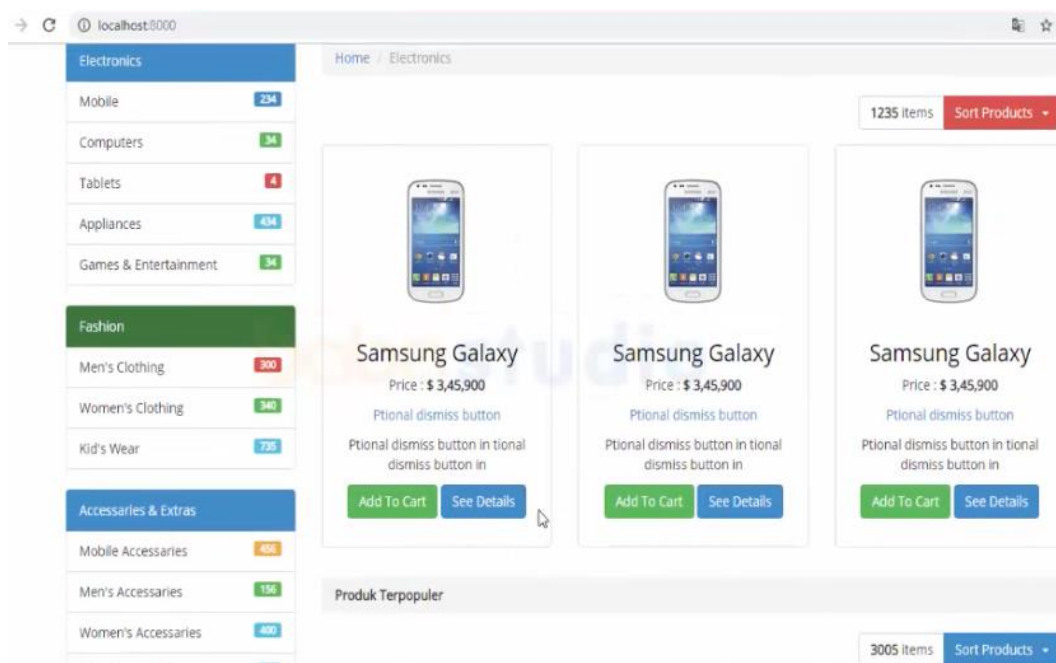 localhost:8000
Electronics
Mobile 234
Computers 34
Tablets 4
Appliances 434
Games & Entertainment 34
Fashion
Men's Clothing 300
Women's Clothing 340
Kid's Wear 735
Accessaries & Extras
Mobile Accessaries 456
Men's Accessaries 156
Women's Accessaries 400
Home / Electronics
1235 items Sort Products
Samsung Galaxy
Price : $ 3,45,900
Ptional dismiss button
Ptional dismiss button in tional
dismiss button in
Add To Cart See Details
Samsung Galaxy
Price : $ 3,45,900
Ptional dismiss button
Ptional dismiss button in tional
dismiss button in
Add To Cart See Details
Samsung Galaxy
Price : $ 3,45,900
Ptional dismiss button
Ptional dismiss button in tional
dismiss button in
Add To Cart See Details
studio
Produk Terpopuler
3005 items Sort Products